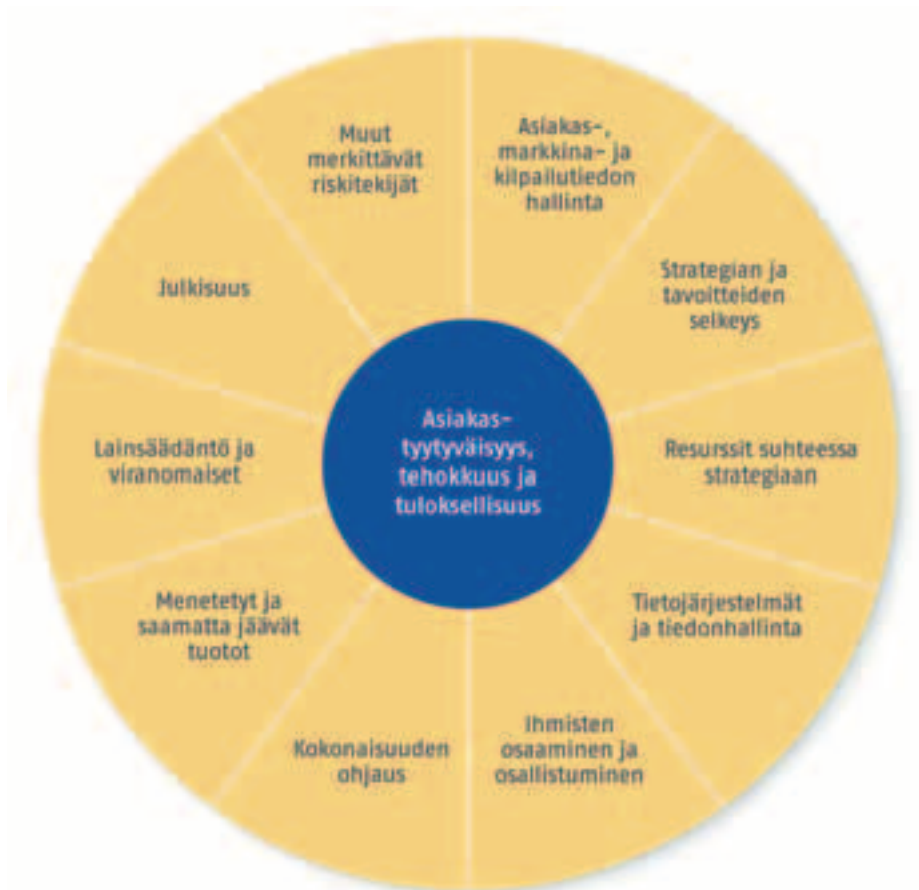 Asiakas-,
markkina- ja
kilpailutiedon
hallinta
Strategian ja
tavoitteiden
selkeys
Resurssit suhteessa
strategiaan
Tietojärjestelmät
ja tiedonhallinta
Ihmisten
osaaminen ja
osallistuminen
Kokonaisuuden
ohjaus
Menetetyt ja
saamatta jäävät
tuotot
Lainsäädäntö ja
viranomaiset
Julkisuus
Muut
merkittävät
riskitekijät
Asiakas-
tyytyväisyys,
tehokkuus ja
tuloksellisuus